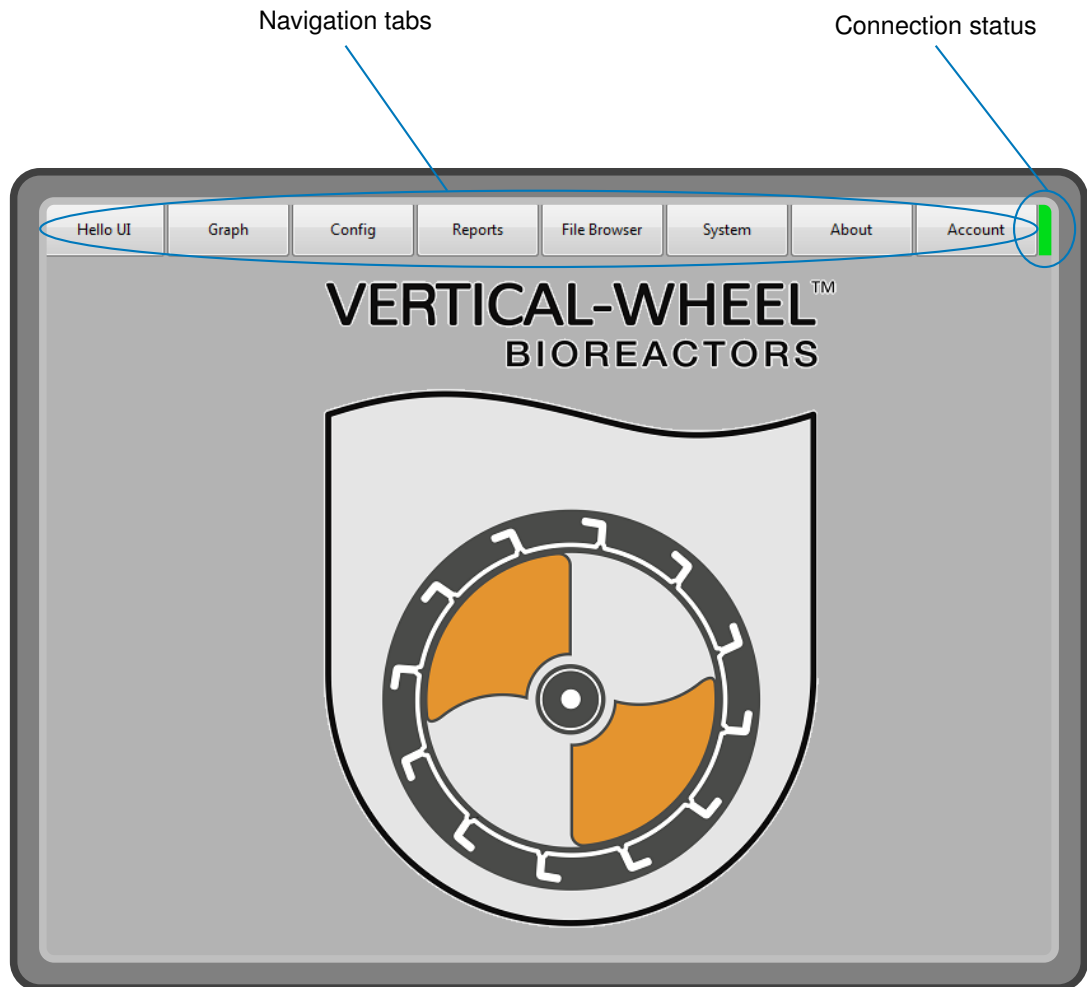 Navigation tabs
Connection status
Hello UI Graph Config Reports File Browser System About Account
VERTICAL-WHEEL™
BIOREACTORS